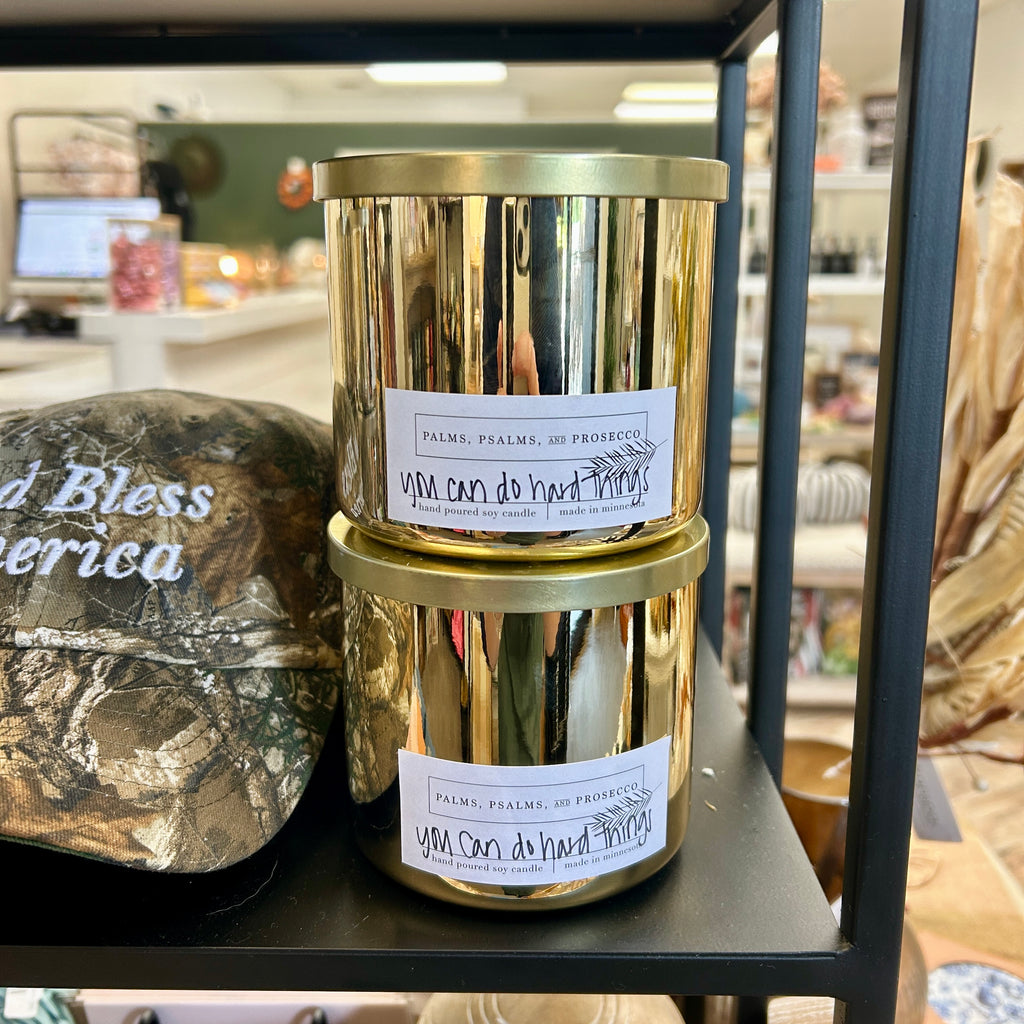 d Bless
erica
PALMS, PSALMS, AND PROSECCO
you can do hard things
hand poured soy candle | made in minnesota
PALMS, PSALMS, AND PROSECCO
you can do hard things
hand poured soy candle | made in minnesota